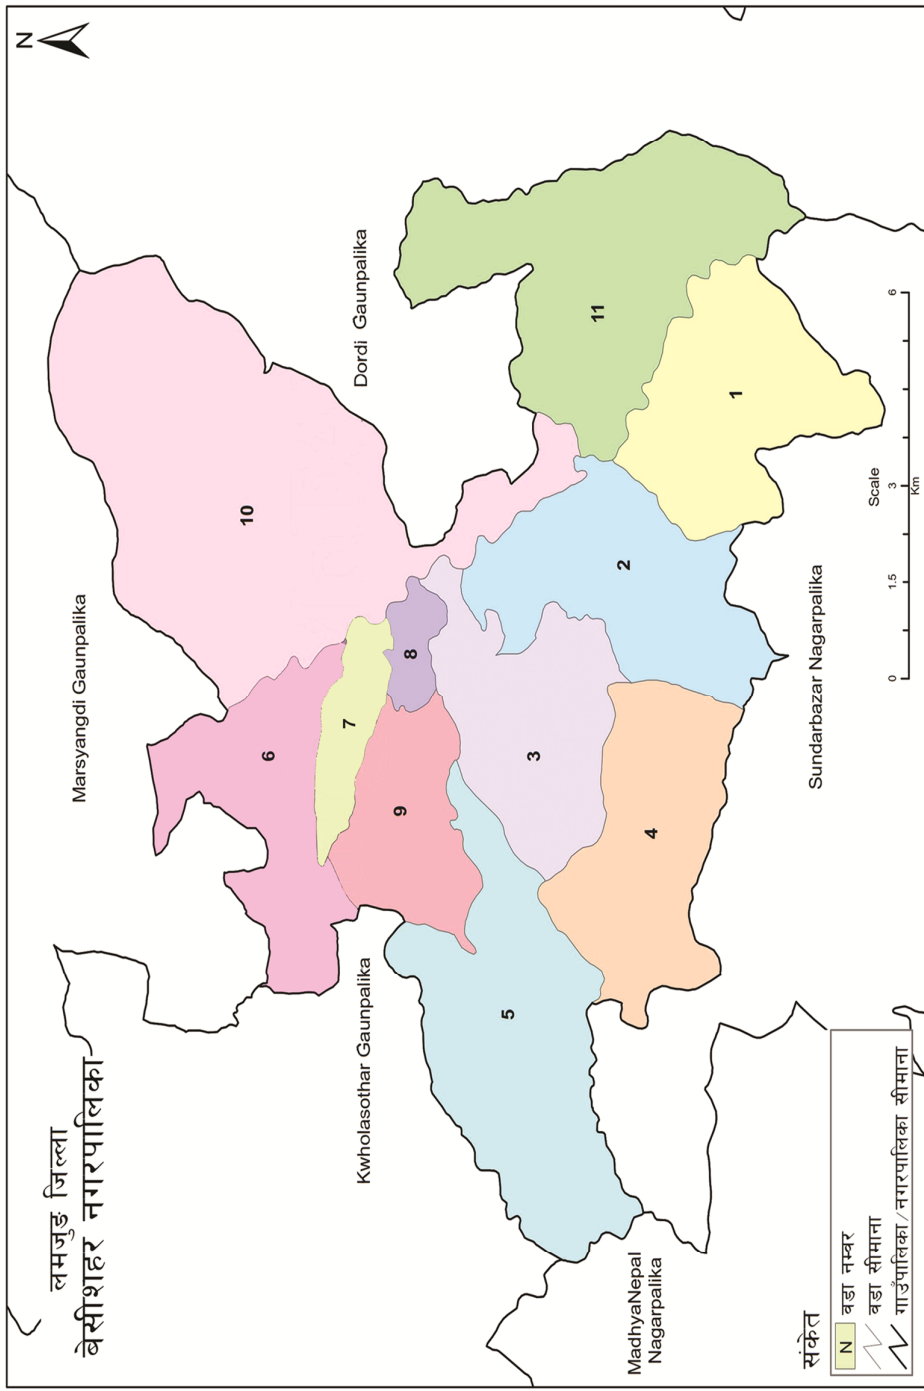 लमजुङ जिल्ला
बेसीशहर नगरपालिका
N
Marsyangdi Gaunpalika
Dordi Gaunpalika
Kwholasothar Gaunpalika
MadhyaNepal
Nagarpalika
Sundarbazar Nagarpalika
10
6
7
8
9
11
5
3
2
1
4
संकेत
N वडा नम्बर
वडा सीमाना
गाउँपालिका/नगरपालिका सीमाना
Scale
0 1.5 3 6
Km